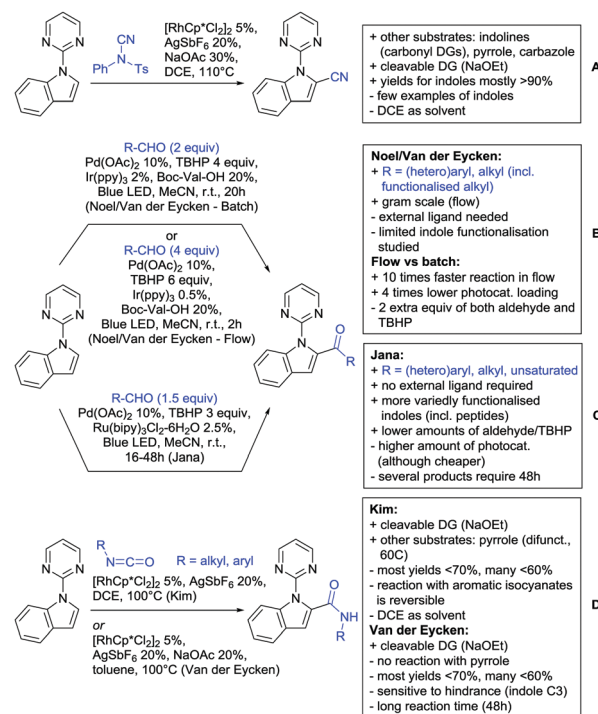 [RhCp*Cl2]2 5%,
AgSbF6 20%,
NaOAc 30%,
DCE, 110°C
CN
Ph
N
Ts
N
N
N
N
N
N
CN
+ other substrates: indolines
(carbonyl DGs), pyrrole, carbazole
+ cleavable DG (NaOEt)
+ yields for indoles mostly >90%
- few examples of indoles
- DCE as solvent
A
R-CHO (2 equiv)
Pd(OAc)2 10%, TBHP 4 equiv,
Ir(ppy)3 2%, Boc-Val-OH 20%,
Blue LED, MeCN, r.t., 20h
(Noel/Van der Eycken - Batch)
or
R-CHO (4 equiv)
Pd(OAc)2 10%,
TBHP 6 equiv,
Ir(ppy)3 0.5%,
Boc-Val-OH 20%,
Blue LED, MeCN, r.t., 2h
(Noel/Van der Eycken - Flow)
N
N
N
N
N
N
O
R
R-CHO (1.5 equiv)
Pd(OAc)2 10%, TBHP 3 equiv,
Ru(bipy)3Cl2-6H2O 2.5%,
Blue LED, MeCN, r.t.,
16-48h (Jana)
Noel/Van der Eycken:
+ R = (hetero)aryl, alkyl (incl.
functionalised alkyl)
+ gram scale (flow)
- external ligand needed
- limited indole functionalisation
studied
Flow vs batch:
+ 10 times faster reaction in flow
+ 4 times lower photocat. loading
- 2 extra equiv of both aldehyde and
TBHP
B
Jana:
+ R = (hetero)aryl, alkyl, unsaturated
+ no external ligand required
+ more variedly functionalised
indoles (incl. peptides)
+ lower amounts of aldehyde/TBHP
- higher amount of photocat.
(although cheaper)
- several products require 48h
C
R
N=C=O
R = alkyl, aryl
[RhCp*Cl2]2 5%, AgSbF6 20%,
DCE, 100°C (Kim)
or
[RhCp*Cl2]2 5%,
AgSbF6 20%, NaOAc 20%,
toluene, 100°C (Van der Eycken)
N
N
N
N
N
N
O
NH
R
Kim:
+ cleavable DG (NaOEt)
+ other substrates: pyrrole (difunct.,
60C)
- most yields <70%, many <60%
- reaction with aromatic isocyanates
is reversible
- DCE as solvent
Van der Eycken:
+ cleavable DG (NaOEt)
- no reaction with pyrrole
- most yields <70%, many <60%
- sensitive to hindrance (indole C3)
- long reaction time (48h)
D